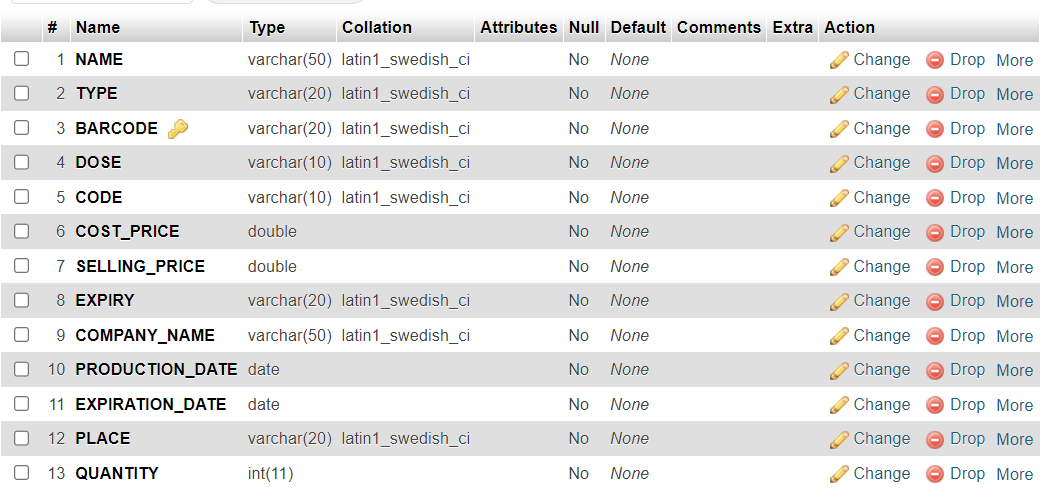 # Name Type Collation Attributes Null Default Comments Extra Action
1 NAME varchar(50) latin1_swedish_ci No None Change Drop More
2 TYPE varchar(20) latin1_swedish_ci No None Change Drop More
3 BARCODE varchar(20) latin1_swedish_ci No None Change Drop More
4 DOSE varchar(10) latin1_swedish_ci No None Change Drop More
5 CODE varchar(10) latin1_swedish_ci No None Change Drop More
6 COST_PRICE double No None Change Drop More
7 SELLING_PRICE double No None Change Drop More
8 EXPIRY varchar(20) latin1_swedish_ci No None Change Drop More
9 COMPANY_NAME varchar(50) latin1_swedish_ci No None Change Drop More
10 PRODUCTION_DATE date No None Change Drop More
11 EXPIRATION_DATE date No None Change Drop More
12 PLACE varchar(20) latin1_swedish_ci No None Change Drop More
13 QUANTITY int(11) No None Change Drop More